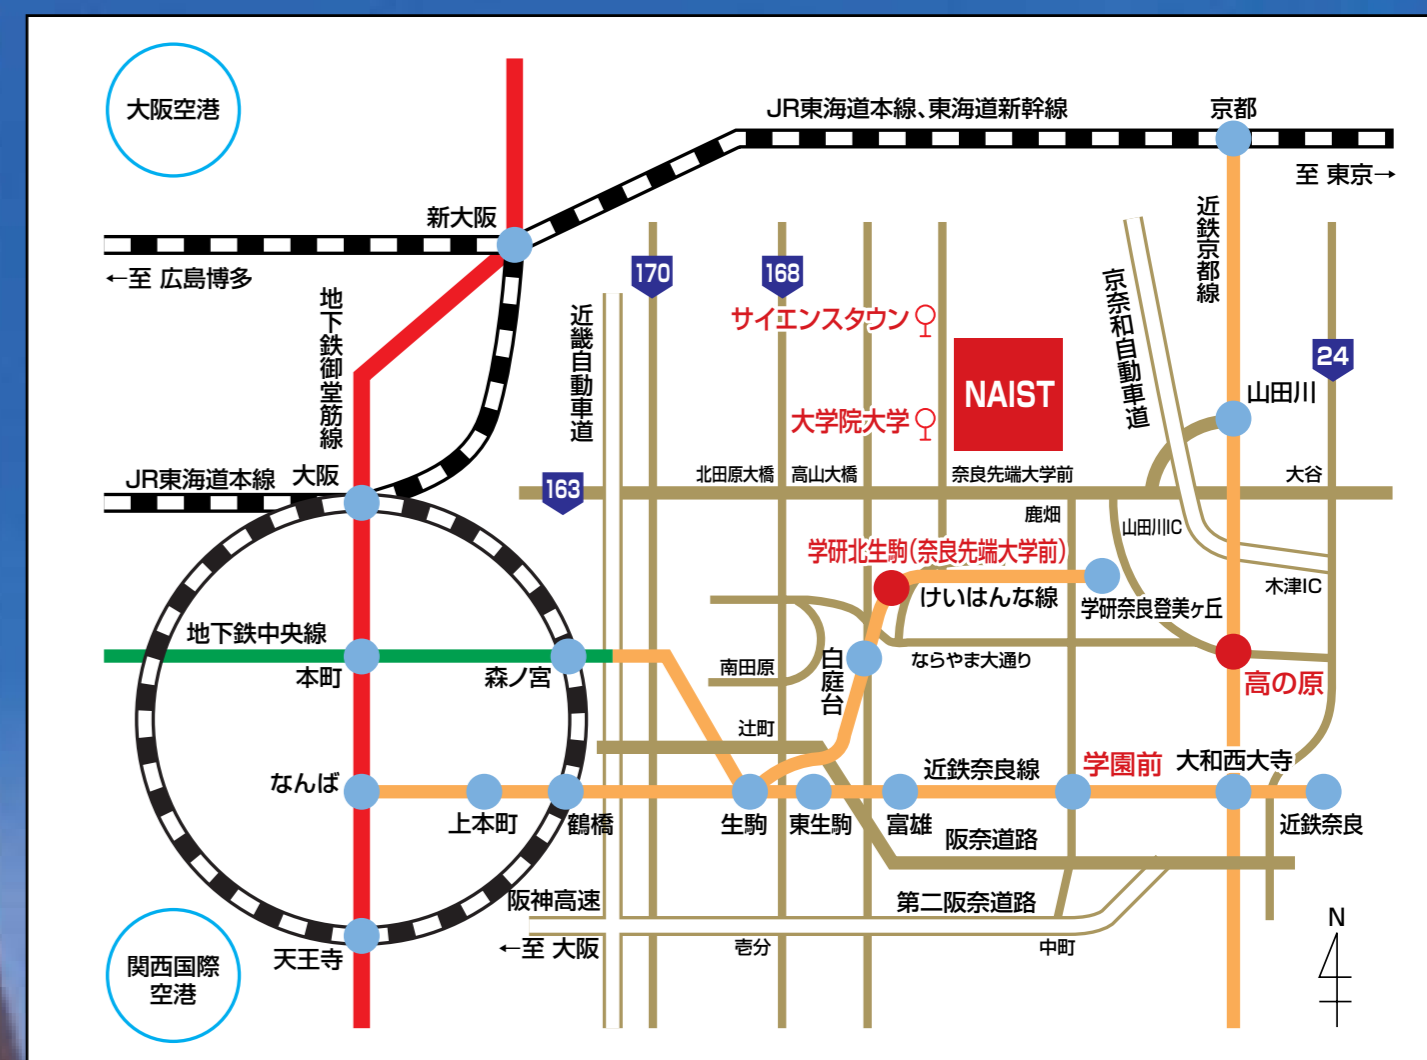 大阪空港
JR東海道本線、東海道新幹線
京都
至 東京→
新大阪
←至 広島博多
近鉄京都線
170
168
地下鉄御堂筋線
近畿自動車道
サイエンスタウン
京奈和自動車道
24
NAIST
山田川
大学院大学
JR東海道本線
大阪
163
北田原大橋
高山大橋
奈良先端大学前
大谷
鹿畑
山田川IC
学研北生駒(奈良先端大学前)
けいはんな線
学研奈良登美ヶ丘
木津IC
地下鉄中央線
本町
森ノ宮
南田原
白庭台
ならやま大通り
高の原
辻町
なんば
上本町
鶴橋
生駒
東生駒
富雄
近鉄奈良線
学園前
大和西大寺
近鉄奈良
阪奈道路
阪神高速
第二阪奈道路
←至 大阪
壱分
中町
天王寺
関西国際
空港
N